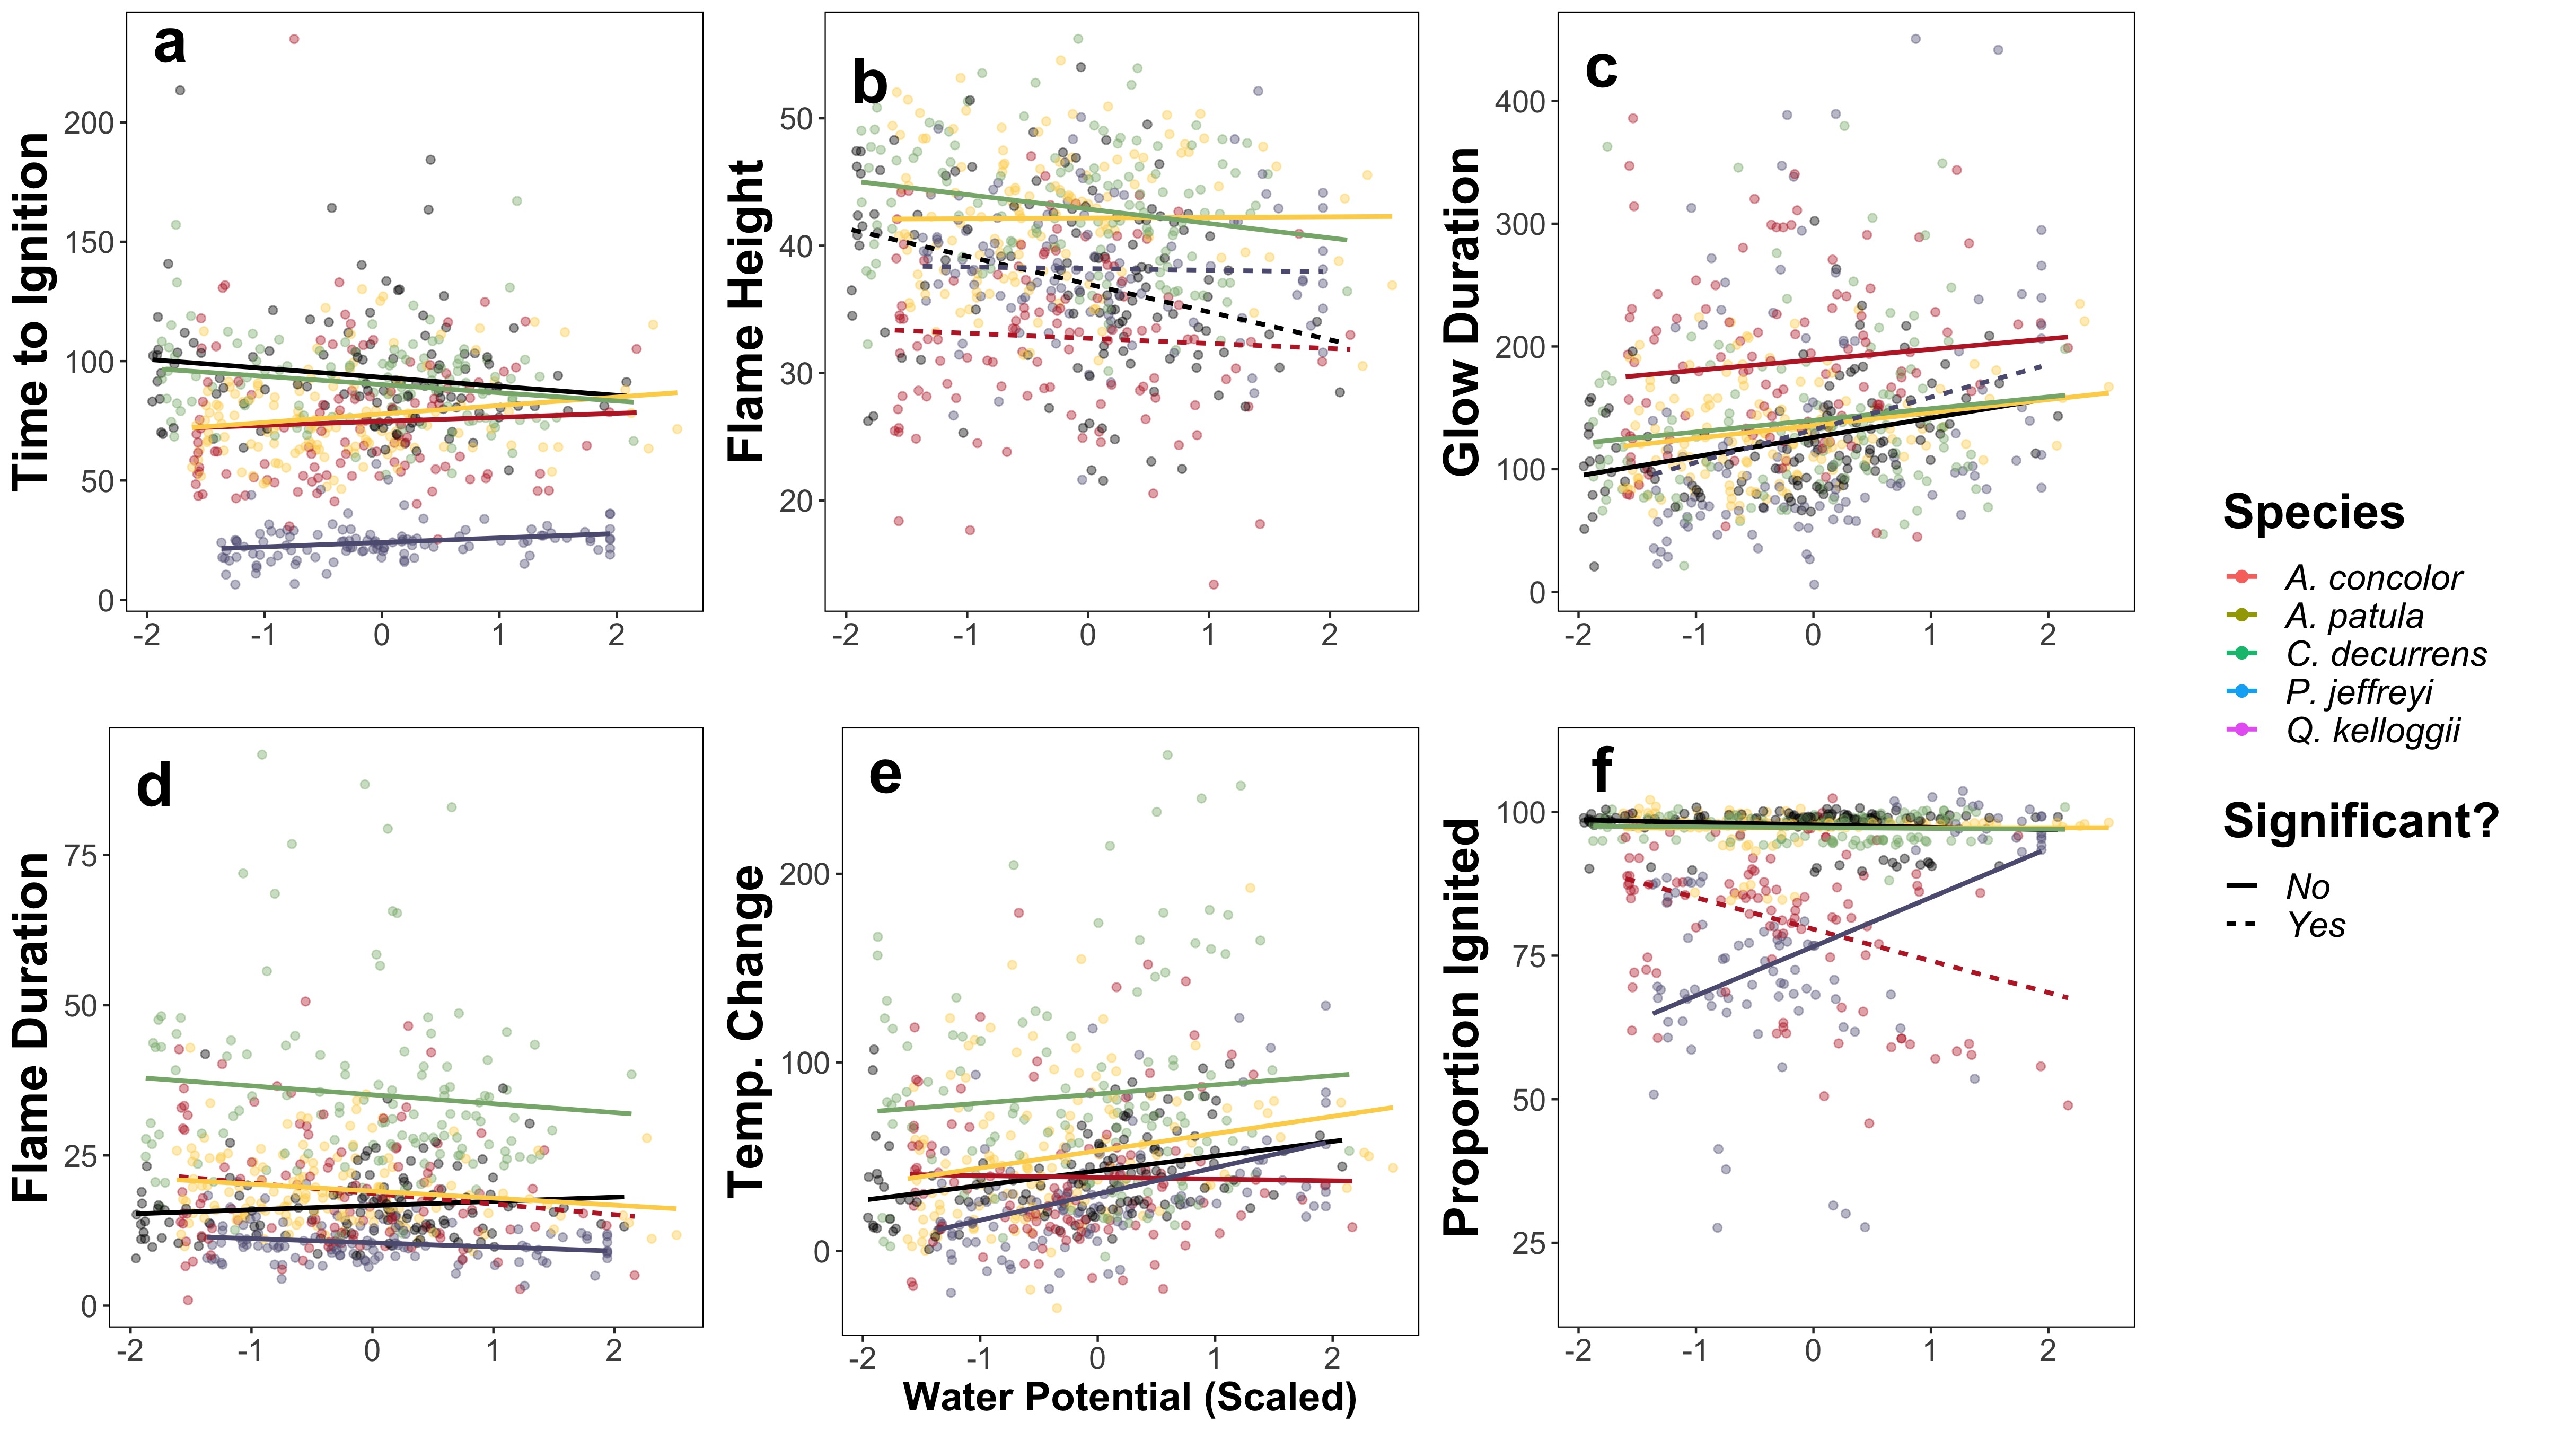 a
Time to Ignition
200
150
100
50
0
-2 -1 0 1 2
b
Flame Height
50
40
30
20
-2 -1 0 1 2
c
Glow Duration
400
300
200
100
0
-2 -1 0 1 2
d
Flame Duration
75
50
25
0
-2 -1 0 1 2
e
Temp. Change
200
100
0
-2 -1 0 1 2
Water Potential (Scaled)
f
Proportion Ignited
100
75
50
25
-2 -1 0 1 2
Species
A. concolor
A. patula
C. decurrens
P. jeffreyi
Q. kelloggii
Significant?
No
Yes